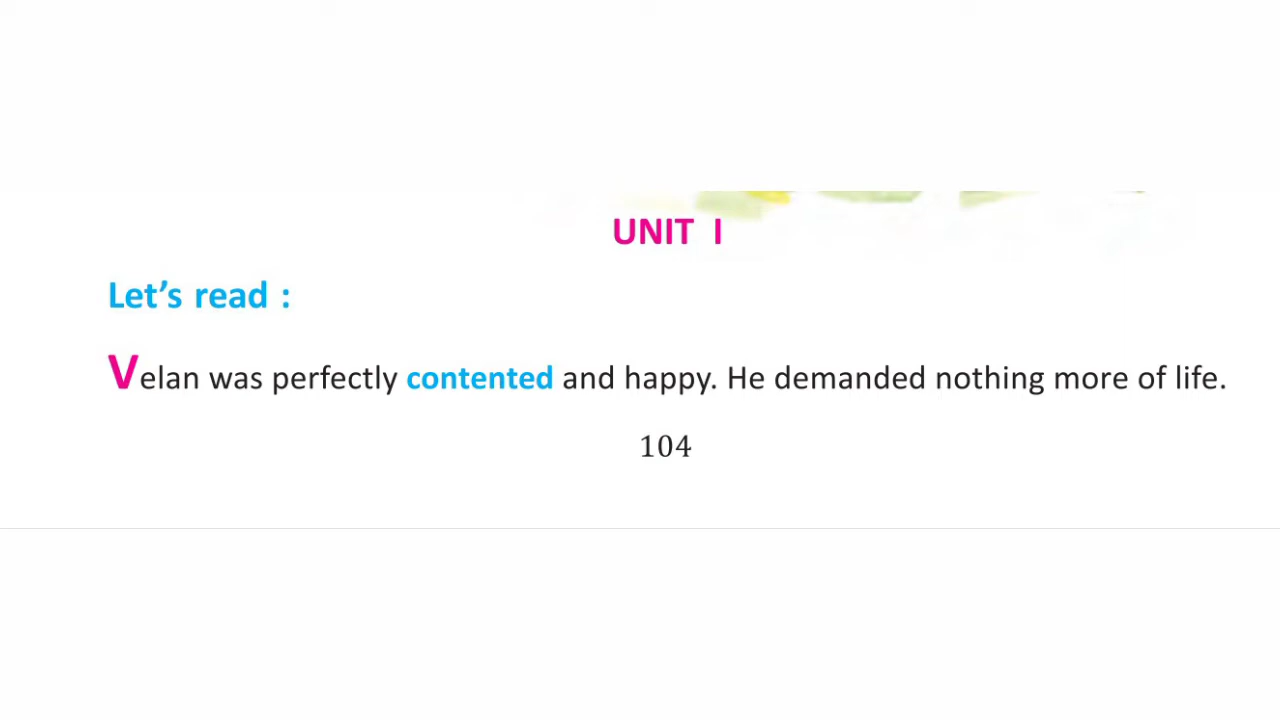 UNIT I
Let’s read :
Velan was perfectly contented and happy. He demanded nothing more of life.
104